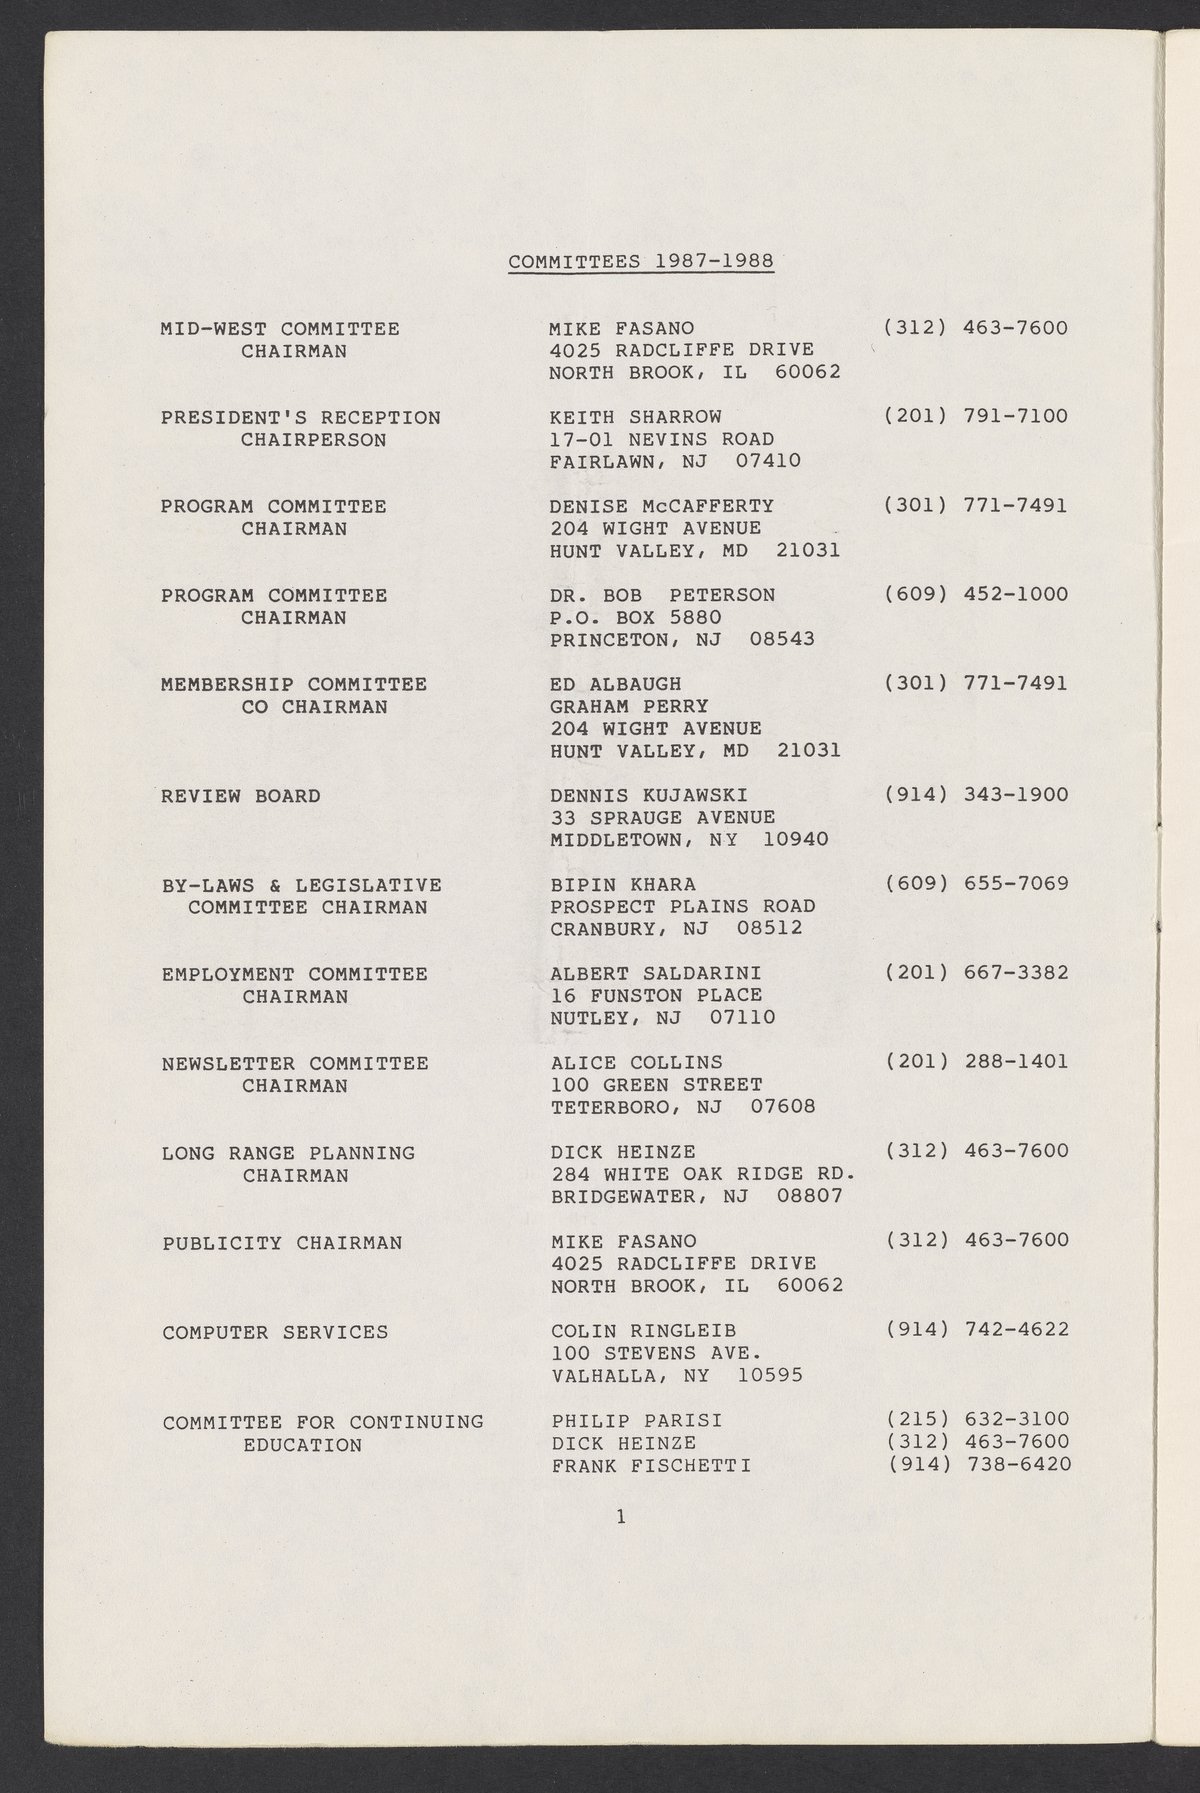 COMMITTEES 1987-1988
MID-WEST COMMITTEE MIKE FASANO (312) 463-7600
CHAIRMAN 4025 RADCLIFFE DRIVE
NORTH BROOK, IL 60062
PRESIDENT'S RECEPTION KEITH SHARROW (201) 791-7100
CHAIRPERSON 17-01 NEVINS ROAD
FAIRLAWN, NJ 07410
PROGRAM COMMITTEE DENISE McCAFFERTY (301) 771-7491
CHAIRMAN 204 WIGHT AVENUE
HUNT VALLEY, MD 21031
PROGRAM COMMITTEE DR. BOB PETERSON (609) 452-1000
CHAIRMAN P.O. BOX 5880
PRINCETON, NJ 08543
MEMBERSHIP COMMITTEE ED ALBAUGH (301) 771-7491
CO CHAIRMAN GRAHAM PERRY
204 WIGHT AVENUE
HUNT VALLEY, MD 21031
REVIEW BOARD DENNIS KUJAWSKI (914) 343-1900
33 SPRAUGE AVENUE
MIDDLETOWN, NY 10940
BY-LAWS & LEGISLATIVE BIPIN KHARA (609) 655-7069
COMMITTEE CHAIRMAN PROSPECT PLAINS ROAD
CRANBURY, NJ 08512
EMPLOYMENT COMMITTEE ALBERT SALDARINI (201) 667-3382
CHAIRMAN 16 FUNSTON PLACE
NUTLEY, NJ 07110
NEWSLETTER COMMITTEE ALICE COLLINS (201) 288-1401
CHAIRMAN 100 GREEN STREET
TETERBORO, NJ 07608
LONG RANGE PLANNING DICK HEINZE (312) 463-7600
CHAIRMAN 284 WHITE OAK RIDGE RD.
BRIDGEWATER, NJ 08807
PUBLICITY CHAIRMAN MIKE FASANO (312) 463-7600
4025 RADCLIFFE DRIVE
NORTH BROOK, IL 60062
COMPUTER SERVICES COLIN RINGLEIB (914) 742-4622
100 STEVENS AVE.
VALHALLA, NY 10595
COMMITTEE FOR CONTINUING PHILIP PARISI (215) 632-3100
EDUCATION DICK HEINZE (312) 463-7600
FRANK FISCHETTI (914) 738-6420
1